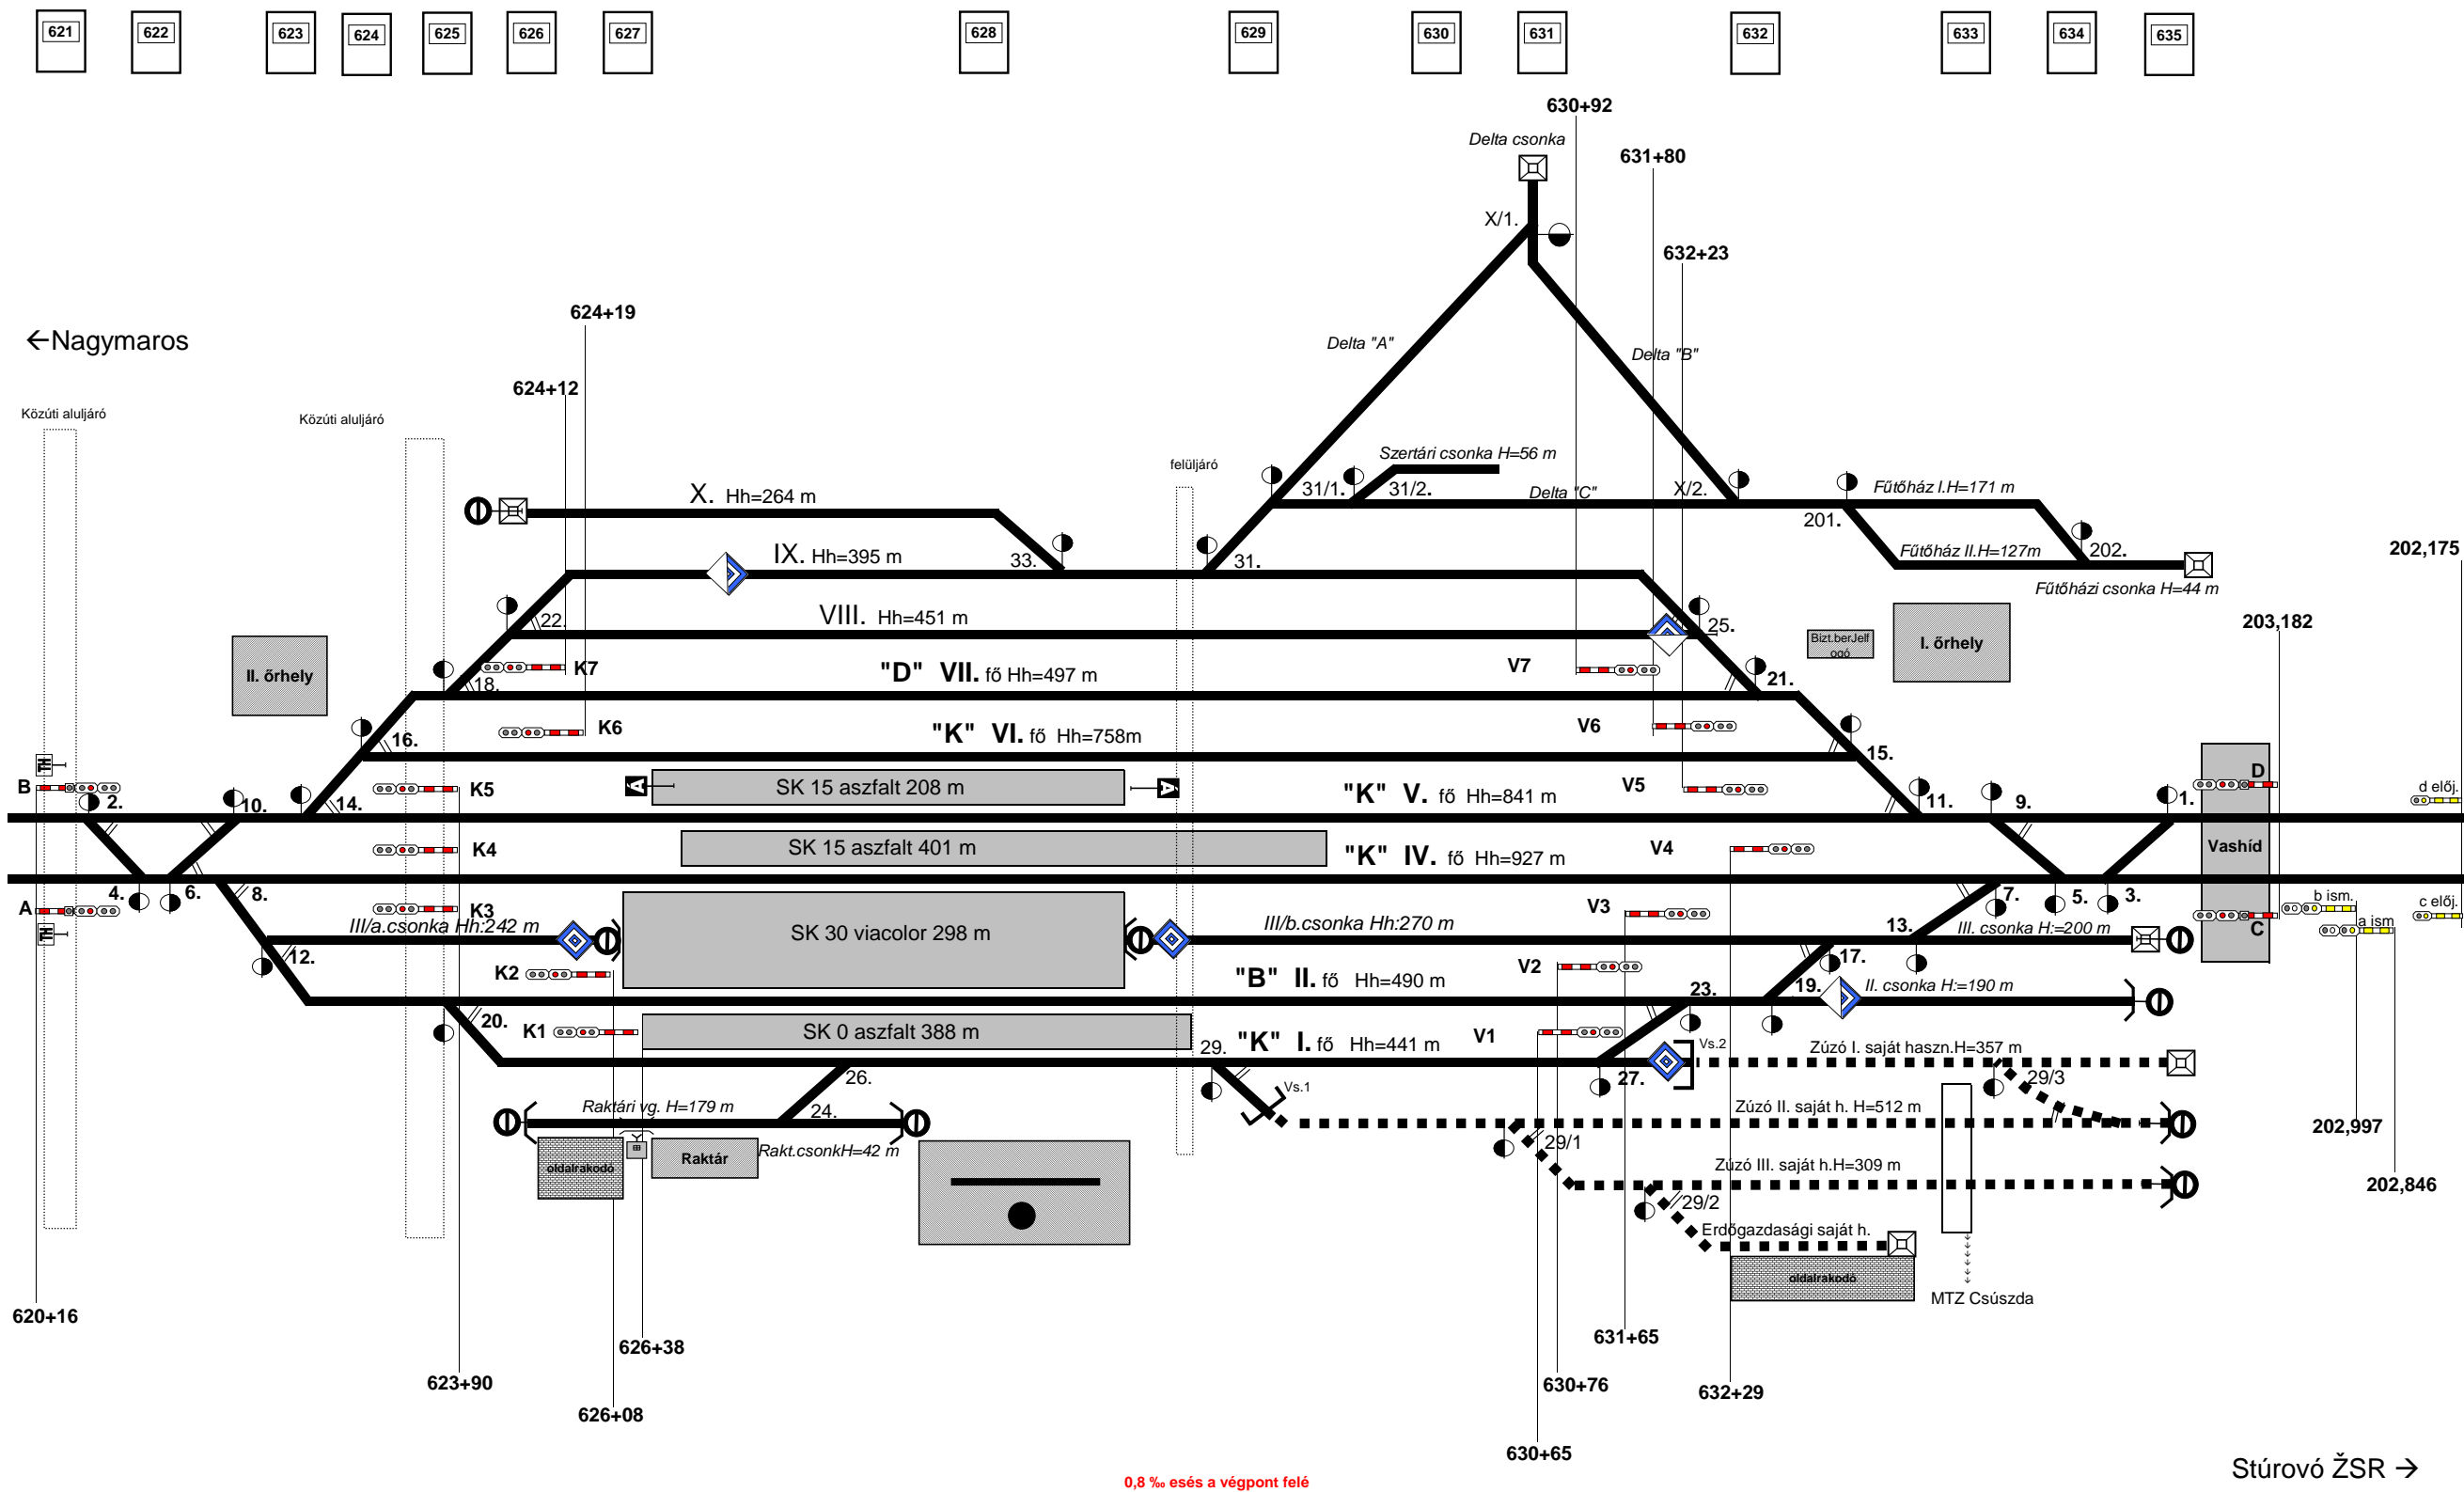 621 622 623 624 625 626 627 628 629 630 631 632 633 634 635
630+92
Delta csonka
631+80
X/1.
632+23
624+19
←Nagymaros
Delta "A"
Delta "B"
624+12
Közúti aluljáró
Közúti aluljáró
felüljáró
Szertári csonka H=56 m
X. Hh=264 m
31/1.
31/2.
Delta "C"
X/2.
Fűtőház I.H=171 m
201.
IX. Hh=395 m
33.
31.
Fűtőház II.H=127m
202.
202,175
Fűtőházi csonka H=44 m
VIII. Hh=451 m
22.
25.
203,182
II. őrhely
Bizt.berJelf
ogó
I. őrhely
K7
"D" VII. fő Hh=497 m
V7
18.
21.
K6
"K" VI. fő Hh=758m
V6
16.
15.
TH
B
2.
10.
14.
K5
A
SK 15 aszfalt 208 m
A
"K" V. fő Hh=841 m
V5
11.
9.
1.
D
d előj.
K4
SK 15 aszfalt 401 m
"K" IV. fő Hh=927 m
V4
Vashíd
4.
6.
8.
7.
5.
3.
A
K3
V3
b ism.
c előj.
TH
III/a.csonka Hh:242 m
SK 30 viacolor 298 m
III/b.csonka Hh:270 m
13.
III. csonka H:=200 m
C
a ism
12.
17.
K2
"B" II. fő Hh=490 m
V2
19.
II. csonka H:=190 m
20.
23.
K1
SK 0 aszfalt 388 m
29.
"K" I. fő Hh=441 m
V1
Vs.2
Zúzó I. saját haszn.H=357 m
26.
27.
29/3
Vs.1
Raktári vg. H=179 m
24.
Zúzó II. saját h. H=512 m
202,997
29/1
oldalrakodó
Raktár
Rakt.csonkH=42 m
Zúzó III. saját h.H=309 m
202,846
29/2
Erdőgazdasági saját h.
oldalrakodó
MTZ Csúszda
620+16
626+38
631+65
623+90
630+76
632+29
626+08
630+65
Stúrovó ŽSR →
0,8 ‰ esés a végpont felé